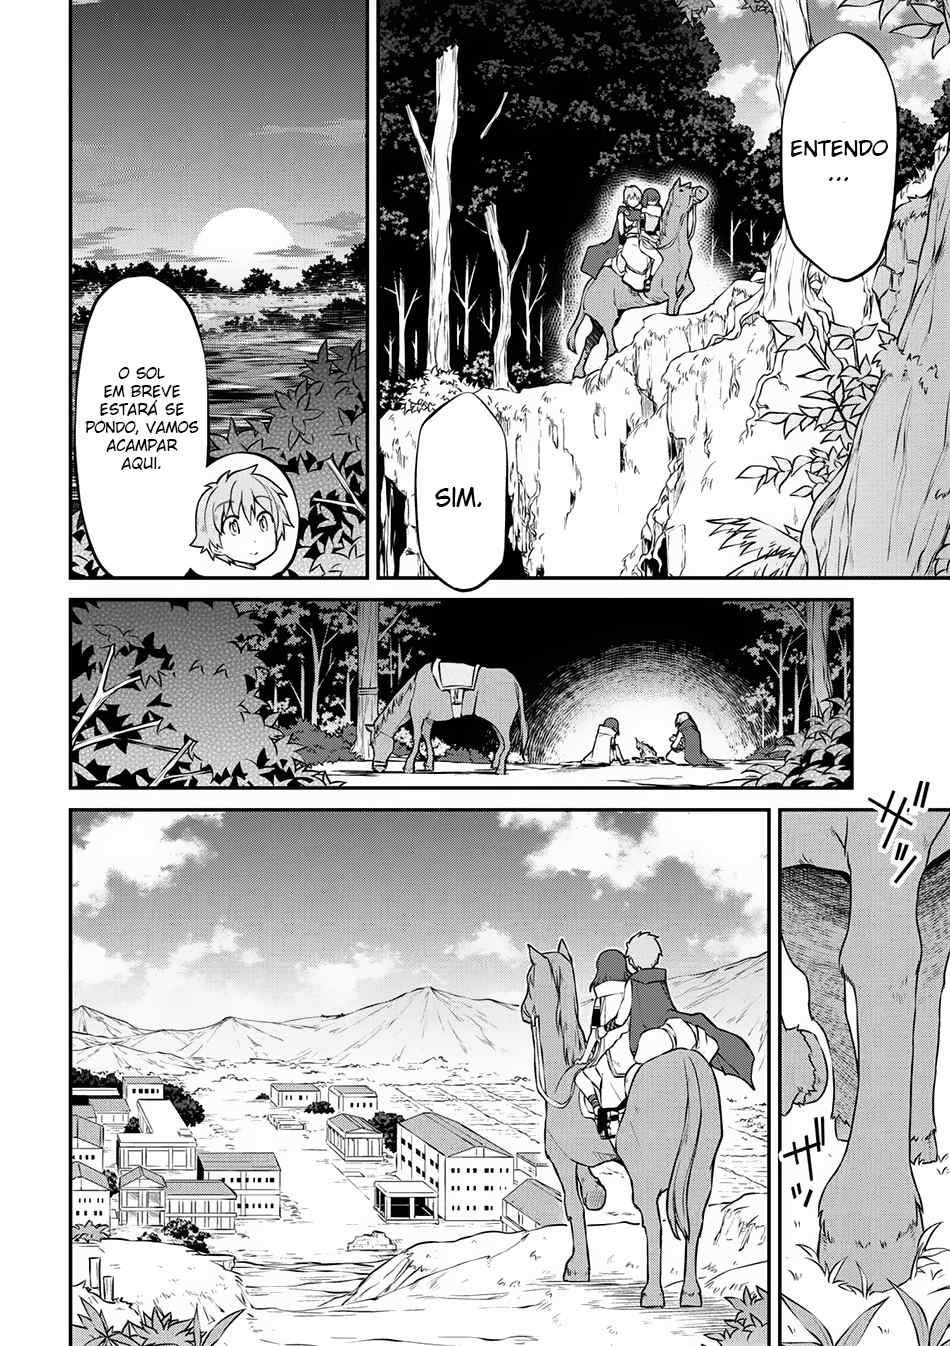 ENTENDO
...
SIM.
O SOL
EM BREVE
ESTARÁ SE
PONDO, VAMOS
ACAMPAR
AQUI.
ザッ
ザッ